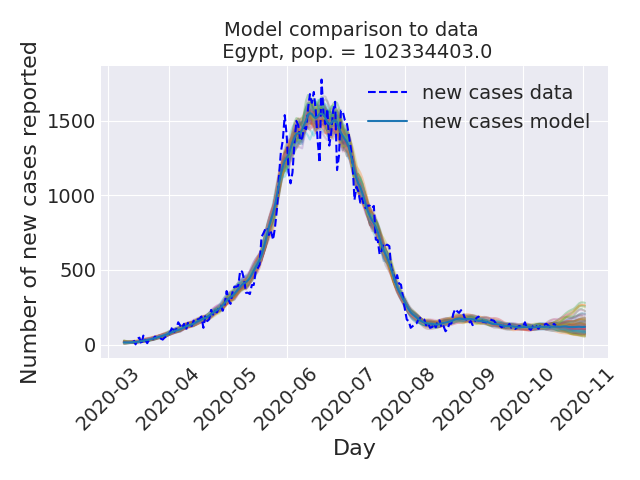 Model comparison to data
Egypt, pop. = 102334403.0
Number of new cases reported
new cases data
new cases model
1500
1000
500
0
2020-03
2020-04
2020-05
2020-06
2020-07
2020-08
2020-09
2020-10
2020-11
Day